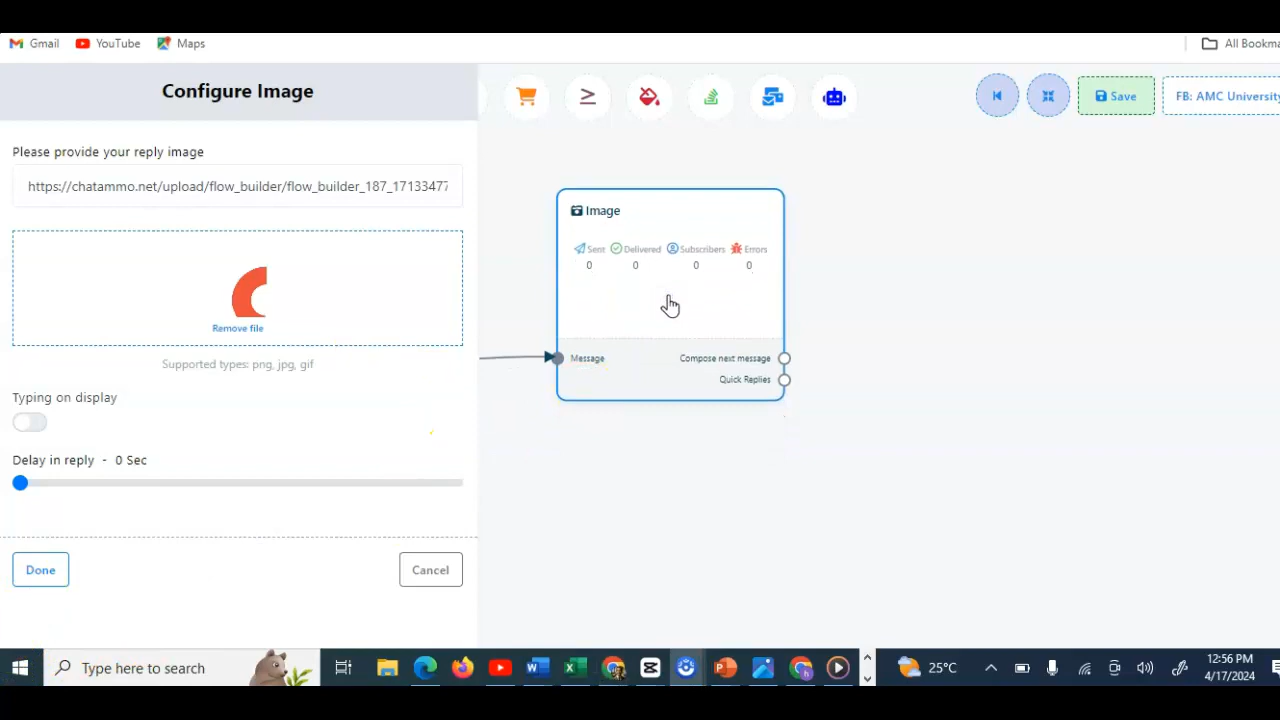 Gmail YouTube Maps All Bookma
Configure Image
Save FB: AMC University
Please provide your reply image
https://chatammo.net/upload/flow_builder/flow_builder_187_17133477
Image
Sent Delivered Subscribers Errors
0 0 0 0
Remove file
Supported types: png, jpg, gif
Message Compose next message
Quick Replies
Typing on display
Delay in reply - 0 Sec
Done Cancel
Type here to search 25°C 12:56 PM
4/17/2024